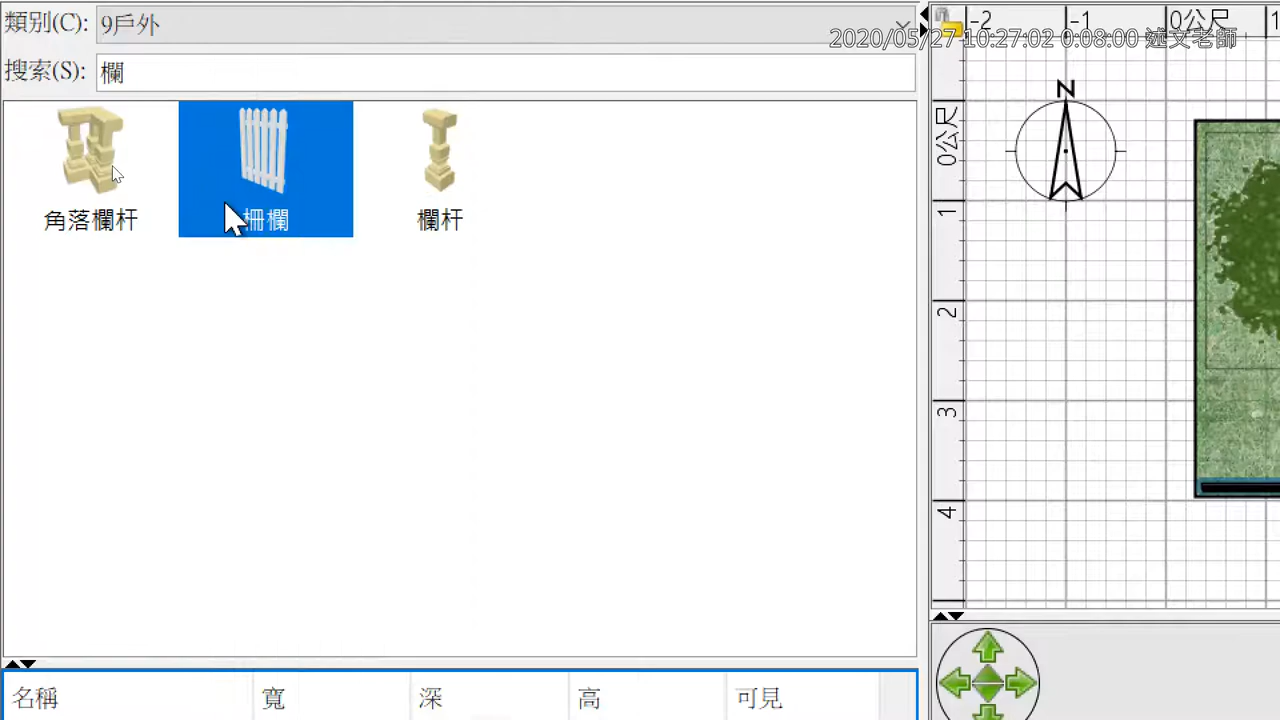 類別(C): 9戶外
搜索(S): 欄
角落欄杆 柵欄 欄杆
名稱 寬 深 高 可見
-2 -1 0公尺 1
2020/05/27 10:27:02 0:08:00 述文老師
N
0公尺
1
2
3
4